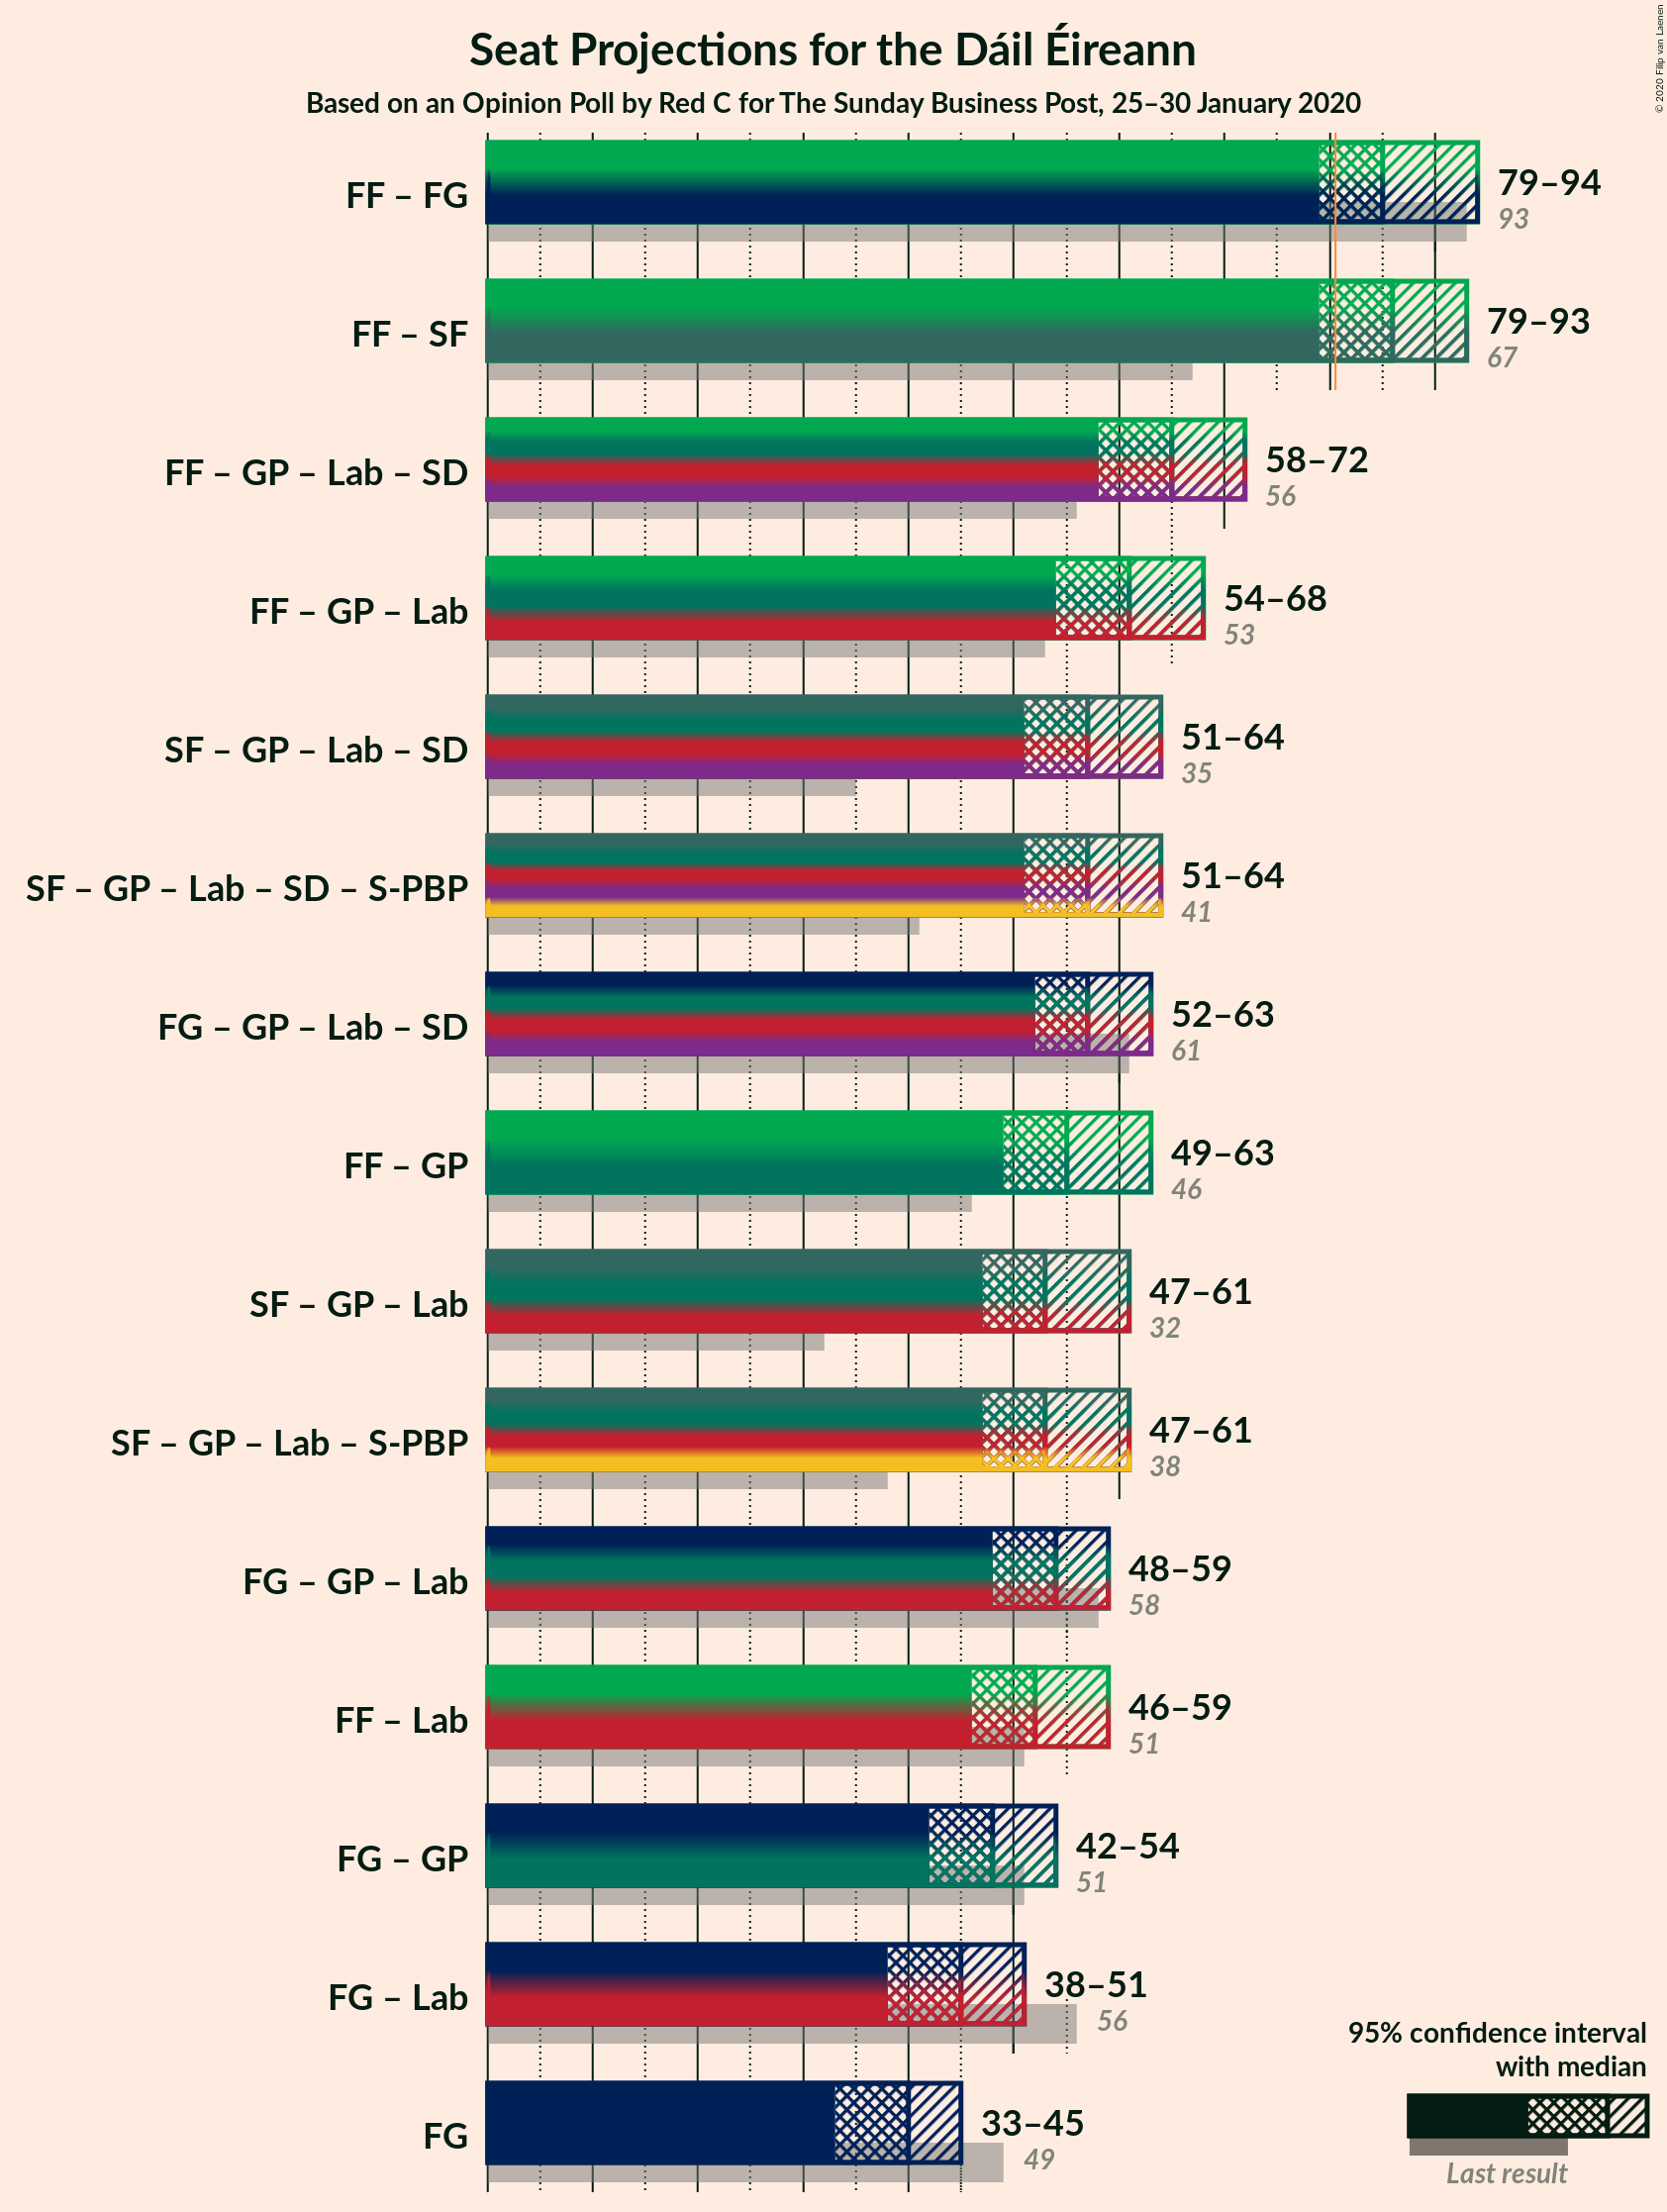 Seat Projections for the Dáil Éireann
Based on an Opinion Poll by Red C for The Sunday Business Post, 25–30 January 2020
© 2020 Filip van Laenen
FF – FG
79–94
93
FF – SF
79–93
67
FF – GP – Lab – SD
58–72
56
FF – GP – Lab
54–68
53
SF – GP – Lab – SD
51–64
35
SF – GP – Lab – SD – S-PBP
51–64
41
FG – GP – Lab – SD
52–63
61
FF – GP
49–63
46
SF – GP – Lab
47–61
32
SF – GP – Lab – S-PBP
47–61
38
FG – GP – Lab
48–59
58
FF – Lab
46–59
51
FG – GP
42–54
51
FG – Lab
38–51
56
FG
33–45
49
95% confidence interval
with median
Last result